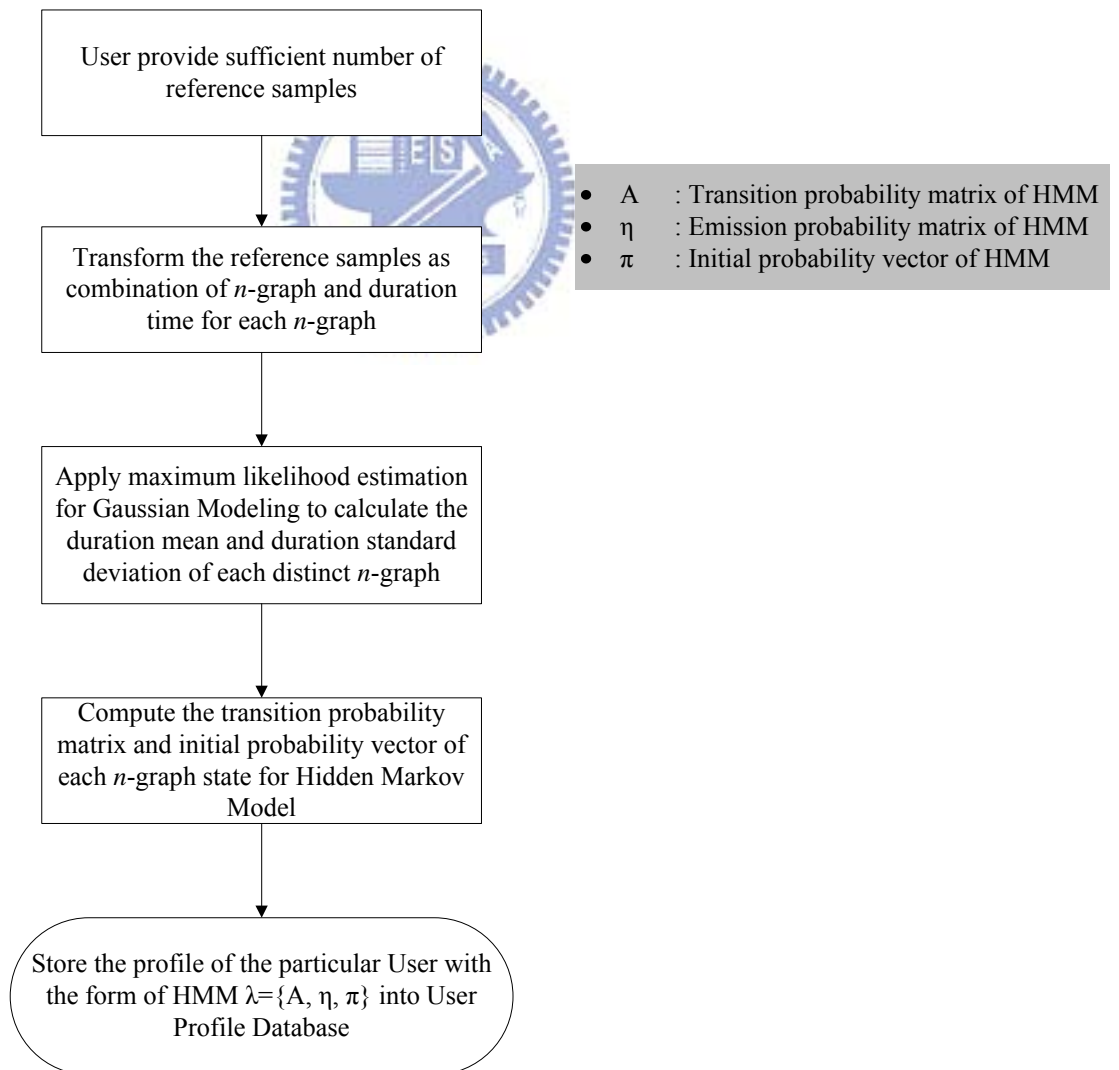 User provide sufficient number of
reference samples
ES A
• A : Transition probability matrix of HMM
• η : Emission probability matrix of HMM
• π : Initial probability vector of HMM
Transform the reference samples as
combination of n-graph and duration
time for each n-graph
Apply maximum likelihood estimation
for Gaussian Modeling to calculate the
duration mean and duration standard
deviation of each distinct n-graph
Compute the transition probability
matrix and initial probability vector of
each n-graph state for Hidden Markov
Model
Store the profile of the particular User with
the form of HMM λ={A, η, π} into User
Profile Database